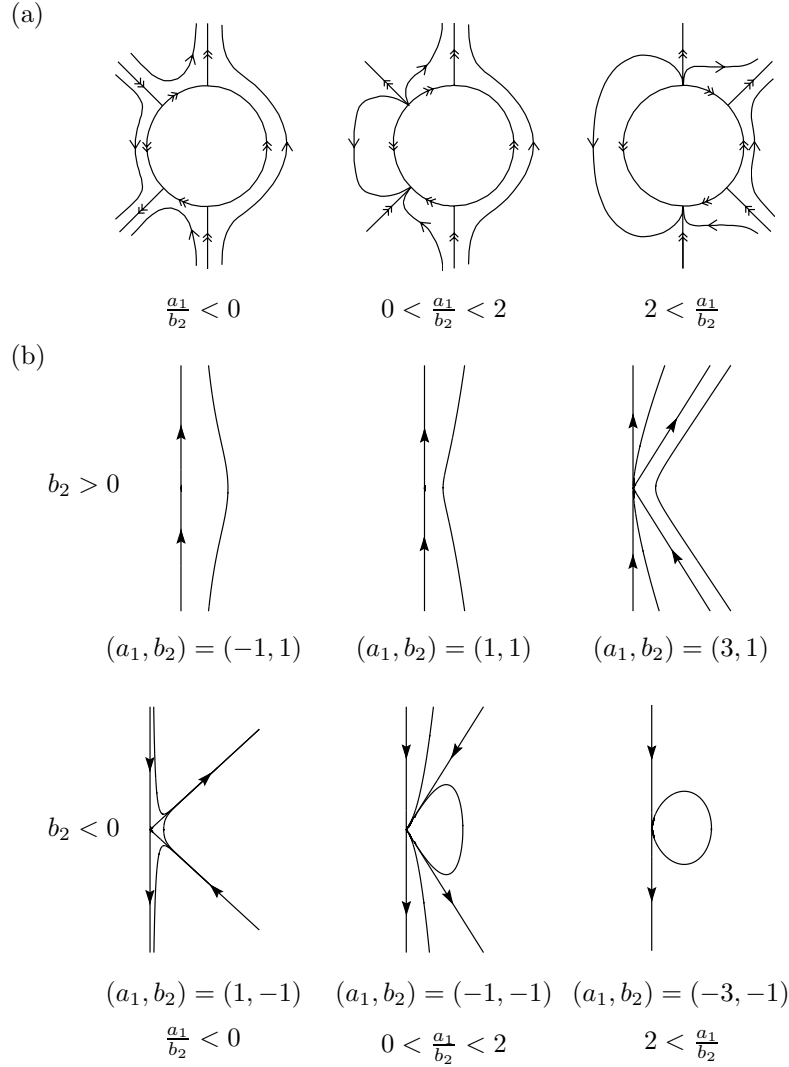 (a)
a₁/b₂ < 0 0 < a₁/b₂ < 2 2 < a₁/b₂
(b)
b₂ > 0
(a₁, b₂) = (−1, 1) (a₁, b₂) = (1, 1) (a₁, b₂) = (3, 1)
b₂ < 0
(a₁, b₂) = (1, −1) (a₁, b₂) = (−1, −1) (a₁, b₂) = (−3, −1)
a₁/b₂ < 0 0 < a₁/b₂ < 2 2 < a₁/b₂